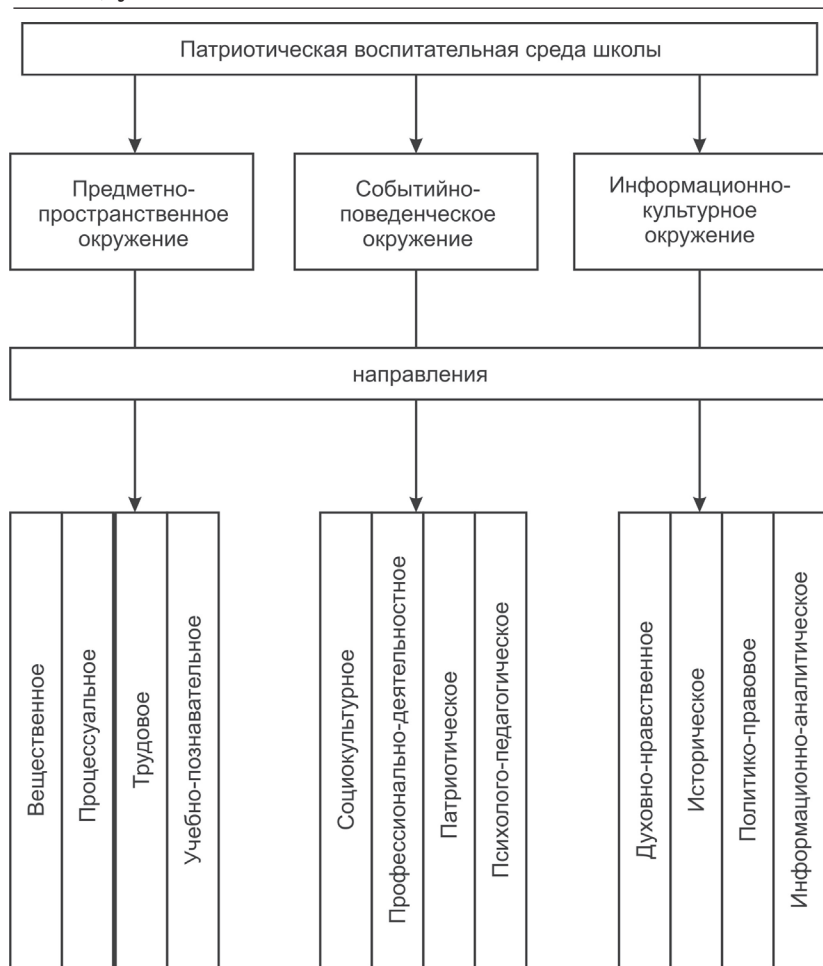 Патриотическая воспитательная среда школы
Предметно-
пространственное
окружение
Событийно-
поведенческое
окружение
Информационно-
культурное
окружение
направления
Вещественное
Процессуальное
Трудовое
Учебно-познавательное
Социокультурное
Профессионально-деятельностное
Патриотическое
Психолого-педагогическое
Духовно-нравственное
Историческое
Политико-правовое
Информационно-аналитическое